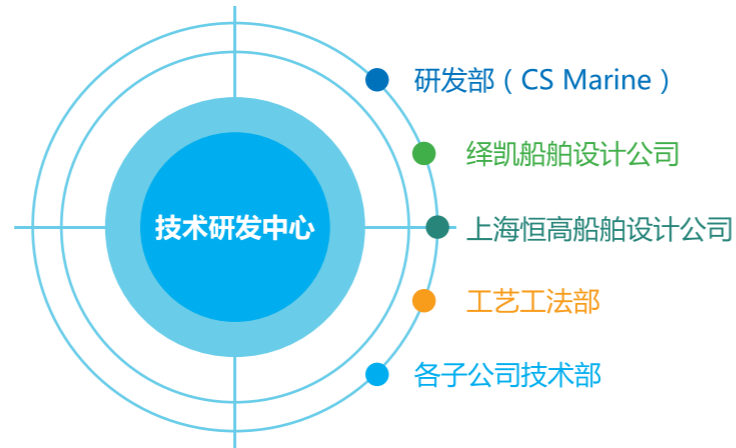 研发部（CS Marine）
绎凯船舶设计公司
技术研发中心
上海恒高船舶设计公司
工艺工法部
各子公司技术部